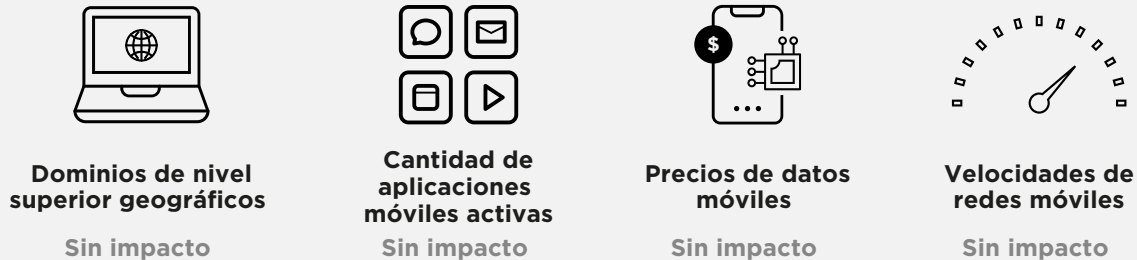 $
Dominios de nivel
superior geográficos
Sin impacto
Cantidad de
aplicaciones
móviles activas
Sin impacto
Precios de datos
móviles
Sin impacto
Velocidades de
redes móviles
Sin impacto